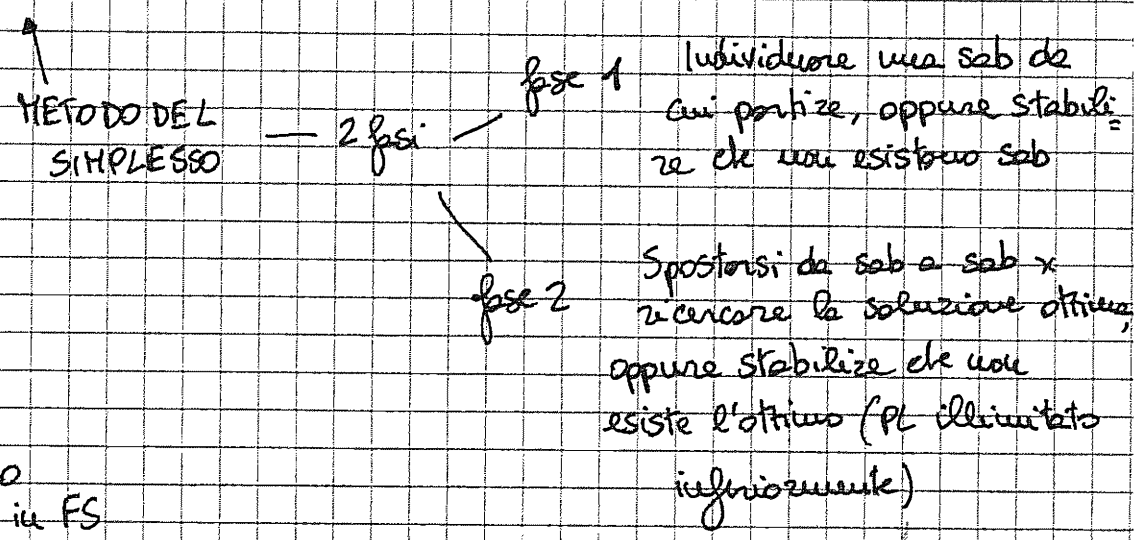 METODO DEL
SIMPLESSO
2 fasi
fase 1
Individuare una sab da
cui partire, oppure stabili=
re che non esistono sab
fase 2
Spostarsi da sab a sab x
ricercare la soluzione ottima,
oppure stabilire che non
esiste l'ottimo (PL illimitato
inferiormente)
o
in FS